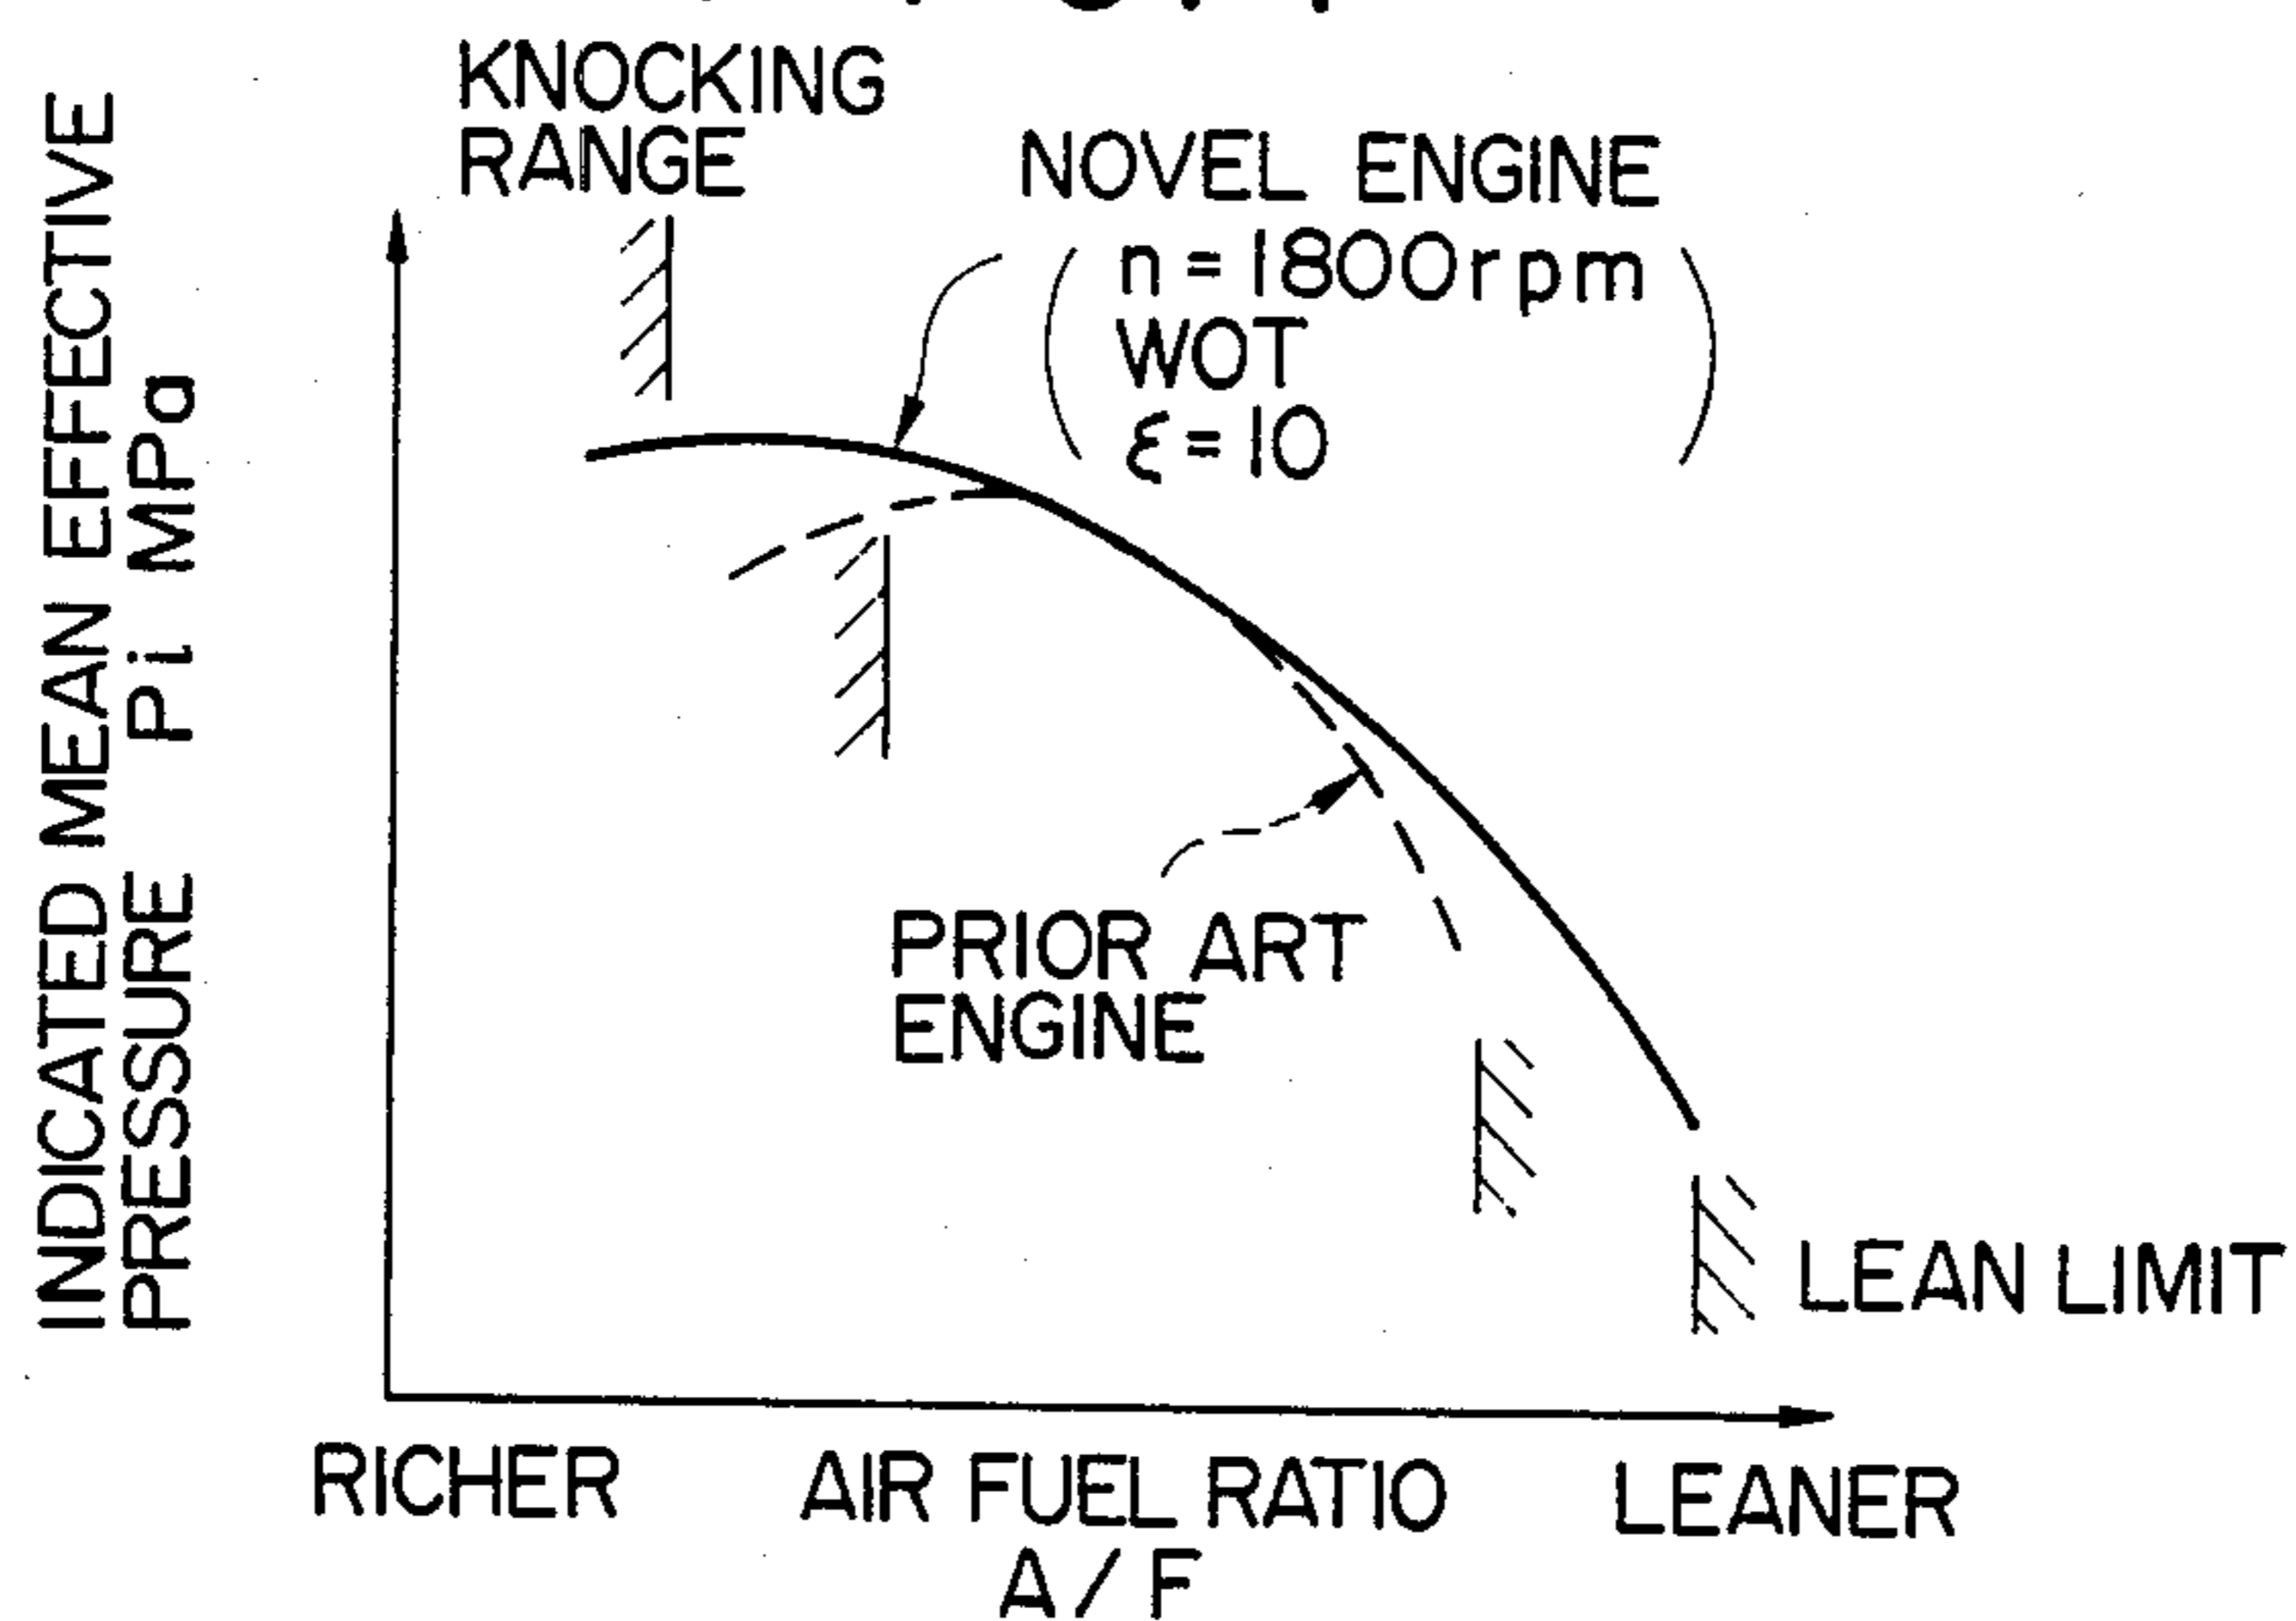 KNOCKING
RANGE
NOVEL ENGINE
n=1800rpm
WOT
ε=10
INDICATED MEAN EFFECTIVE
PRESSURE Pi MPa
PRIOR ART
ENGINE
LEAN LIMIT
RICHER AIR FUEL RATIO LEANER
A/F